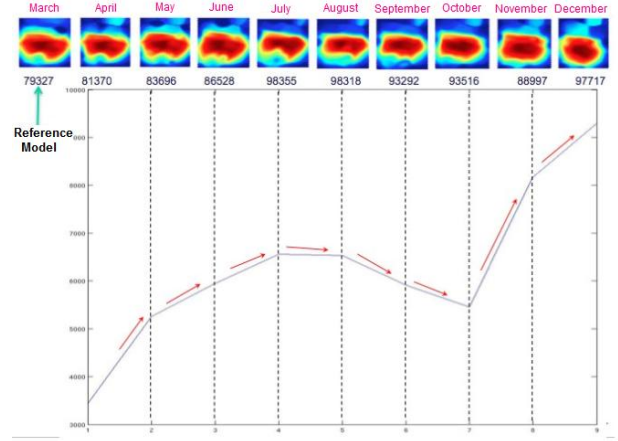 March April May June July August September October November December
79327 81370 83696 86528 98355 98318 93292 93516 88997 97717
10000
Reference
Model
8000
7000
6000
5000
4000
3000
1 2 3 4 5 6 7 8 9